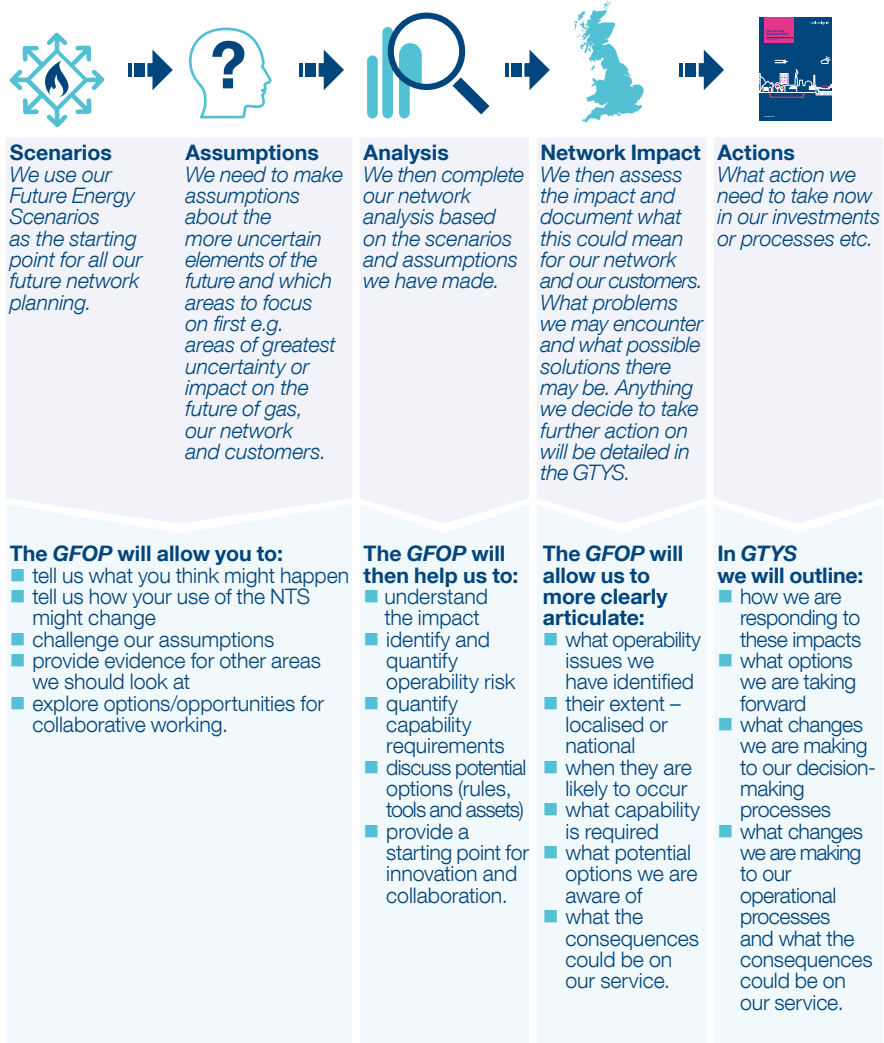 ?
Scenarios
We use our
Future Energy
Scenarios
as the starting
point for all our
future network
planning.
Assumptions
We need to make
assumptions
about the
more uncertain
elements of the
future and which
areas to focus
on first e.g.
areas of greatest
uncertainty or
impact on the
future of gas,
our network
and customers.
Analysis
We then complete
our network
analysis based
on the scenarios
and assumptions
we have made.
Network Impact
We then assess
the impact and
document what
this could mean
for our network
and our customers.
What problems
we may encounter
and what possible
solutions there
may be. Anything
we decide to take
further action on
will be detailed in
the GTYS.
Actions
What action we
need to take now
in our investments
or processes etc.
The GFOP will allow you to:
■ tell us what you think might happen
■ tell us how your use of the NTS
might change
■ challenge our assumptions
■ provide evidence for other areas
we should look at
■ explore options/opportunities for
collaborative working.
The GFOP will
then help us to:
■ understand
the impact
■ identify and
quantify
operability risk
■ quantify
capability
requirements
■ discuss potential
options (rules,
tools and assets)
■ provide a
starting point for
innovation and
collaboration.
The GFOP will
allow us to
more clearly
articulate:
■ what operability
issues we
have identified
■ their extent –
localised or
national
■ when they are
likely to occur
■ what capability
is required
■ what potential
options we are
aware of
■ what the
consequences
could be on
our service.
In GTYS
we will outline:
■ how we are
responding to
these impacts
■ what options
we are taking
forward
■ what changes
we are making
to our decision-
making
processes
■ what changes
we are making
to our
operational
processes
and what the
consequences
could be on
our service.